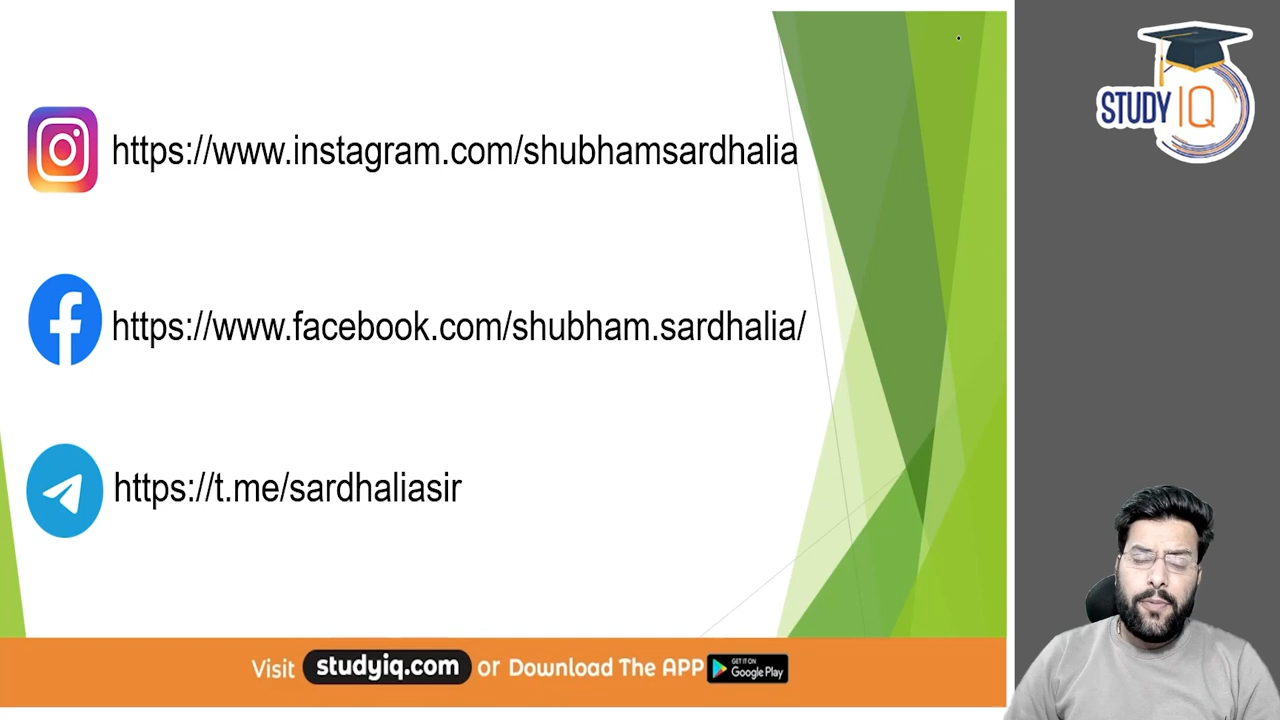 https://www.instagram.com/shubhamsardhalia
https://www.facebook.com/shubham.sardhalia/
https://t.me/sardhaliasir
STUDY IQ
Visit studyiq.com or Download The APP GET IT ON Google Play